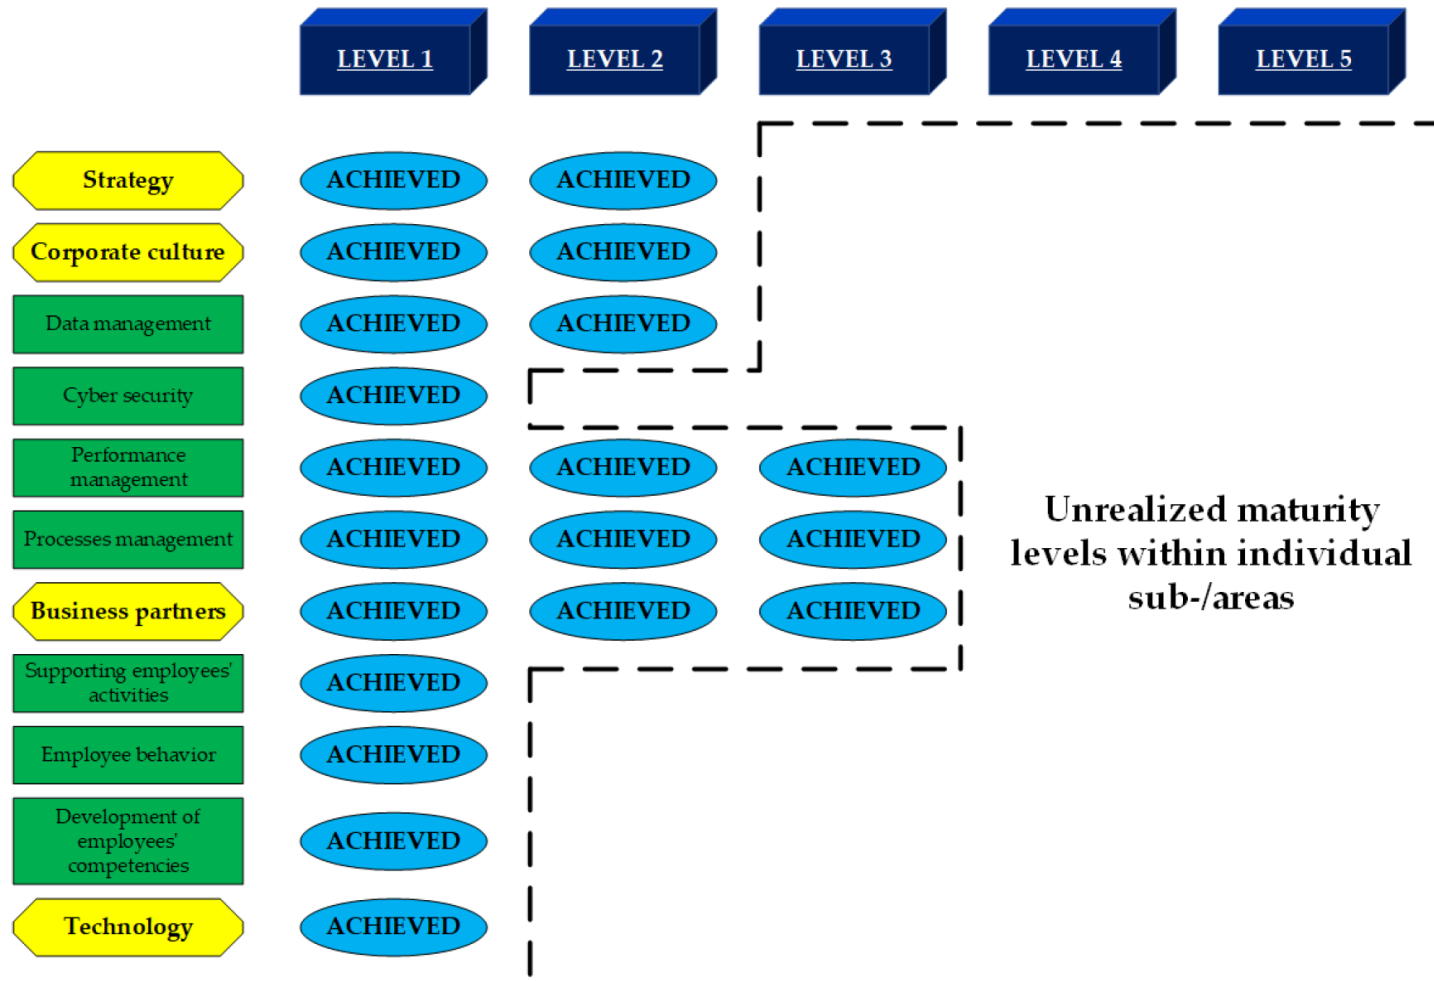 LEVEL 1
LEVEL 2
LEVEL 3
LEVEL 4
LEVEL 5
Strategy
ACHIEVED
ACHIEVED
Corporate culture
ACHIEVED
ACHIEVED
Data management
ACHIEVED
ACHIEVED
Cyber security
ACHIEVED
Performance
management
ACHIEVED
ACHIEVED
ACHIEVED
Processes management
ACHIEVED
ACHIEVED
ACHIEVED
Business partners
ACHIEVED
ACHIEVED
ACHIEVED
Unrealized maturity
levels within individual
sub-/areas
Supporting employees'
activities
ACHIEVED
Employee behavior
ACHIEVED
Development of
employees'
competencies
ACHIEVED
Technology
ACHIEVED